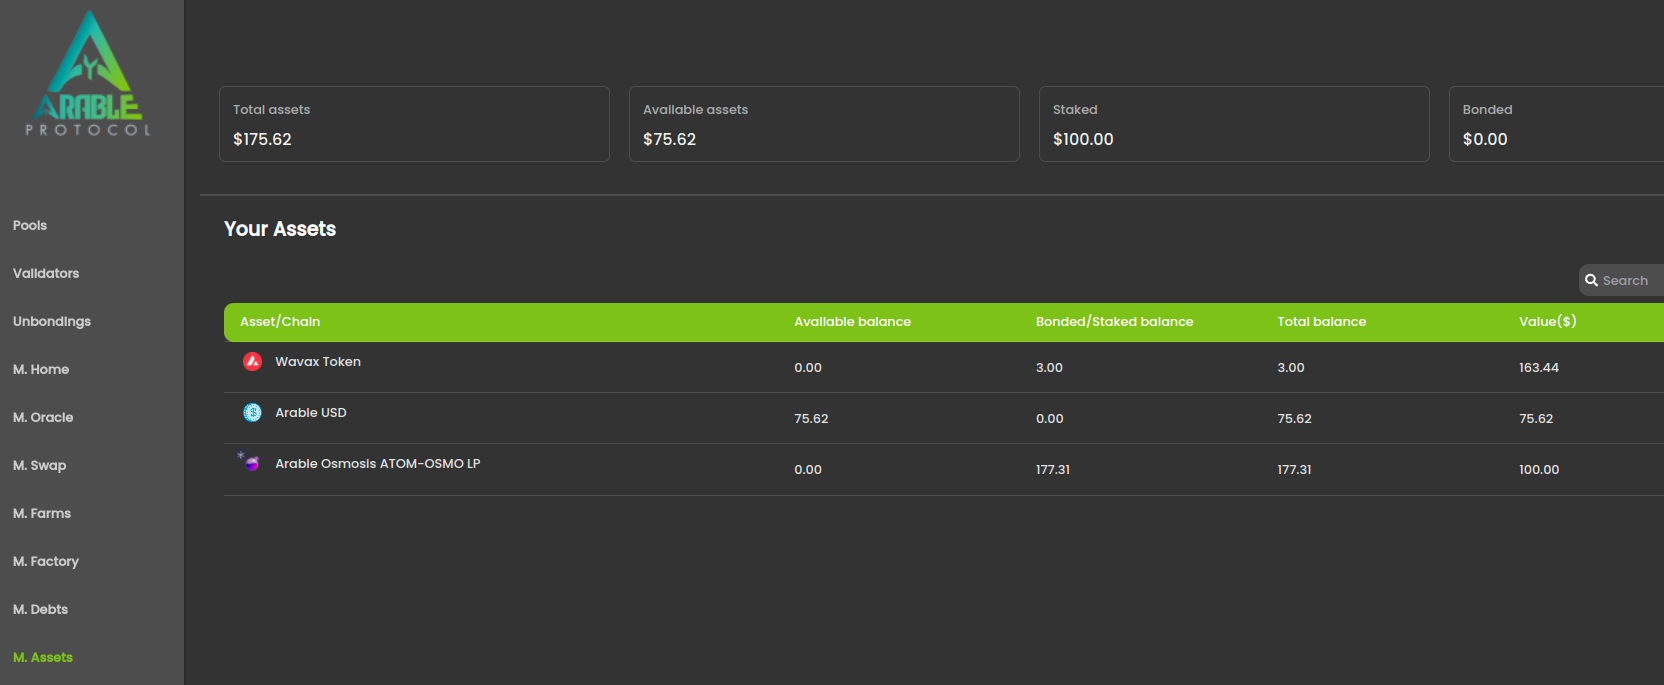 ARABLE
PROTOCOL
Pools
Validators
Unbondings
M. Home
M. Oracle
M. Swap
M. Farms
M. Factory
M. Debts
M. Assets
Total assets
$175.62
Available assets
$75.62
Staked
$100.00
Bonded
$0.00
Your Assets
Search
Asset/Chain Available balance Bonded/Staked balance Total balance Value($)
Wavax Token 0.00 3.00 3.00 163.44
Arable USD 75.62 0.00 75.62 75.62
Arable Osmosis ATOM-OSMO LP 0.00 177.31 177.31 100.00